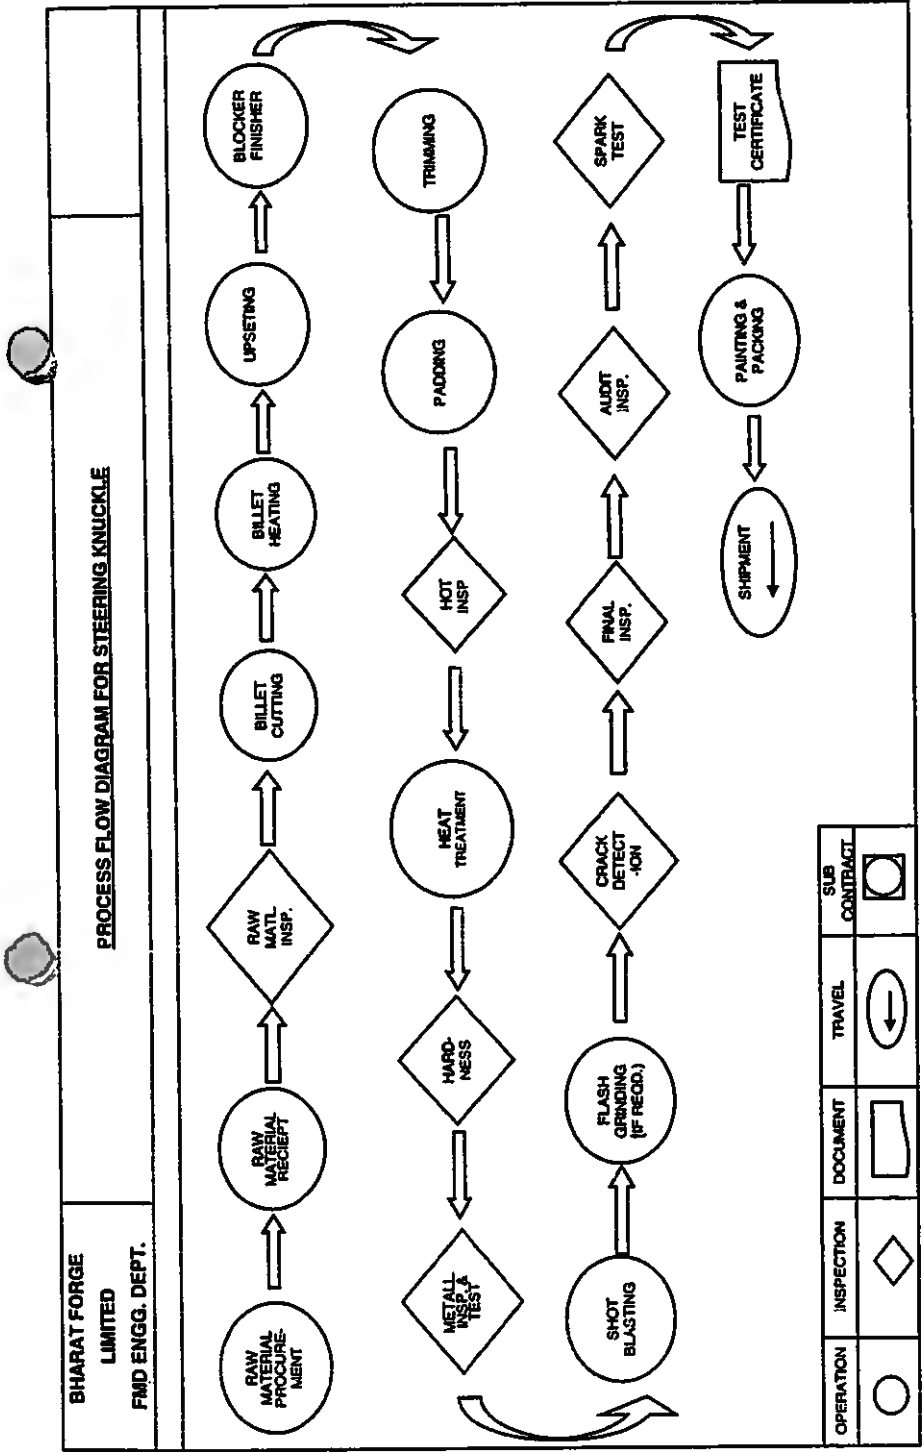 BHARAT FORGE
LIMITED
FMD ENGG. DEPT.
PROCESS FLOW DIAGRAM FOR STEERING KNUCKLE
RAW
MATERIAL
PROCURE-
MENT
RAW
MATERIAL
RECIEPT
RAW
MATL.
INSP.
BILLET
CUTTING
BILLET
HEATING
UPSETING
BLOCKER
FINISHER
TRIMMING
PADDING
HOT
INSP
HEAT
TREATMENT
HARD-
NESS
METALL
INSP. &
TEST
SHOT
BLASTING
FLASH
GRINDING
(IF REQD.)
CRACK
DETECT
-ION
FINAL
INSP.
AUDIT
INSP.
SPARK
TEST
TEST
CERTIFICATE
PAINTING &
PACKING
SHIPMENT
OPERATION
INSPECTION
DOCUMENT
TRAVEL
SUB
CONTRACT